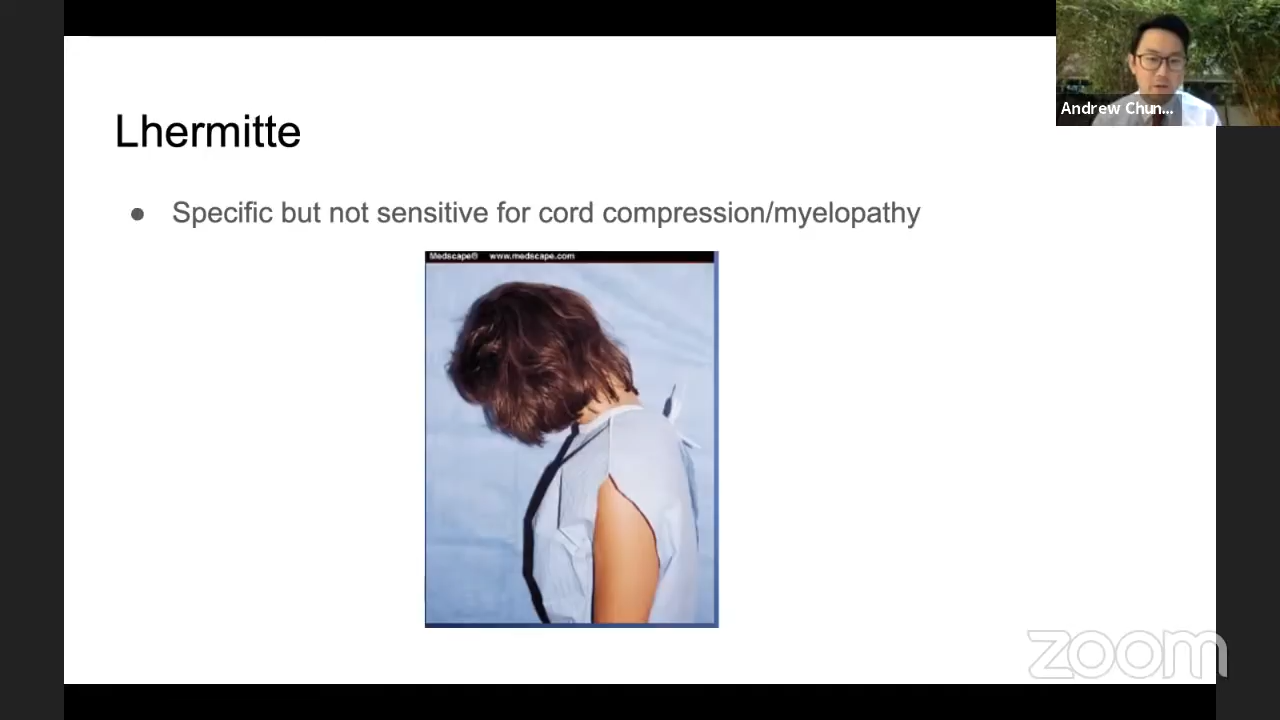 Andrew Chun...
Lhermitte
● Specific but not sensitive for cord compression/myelopathy
Medscape® www.medscape.com
zoom